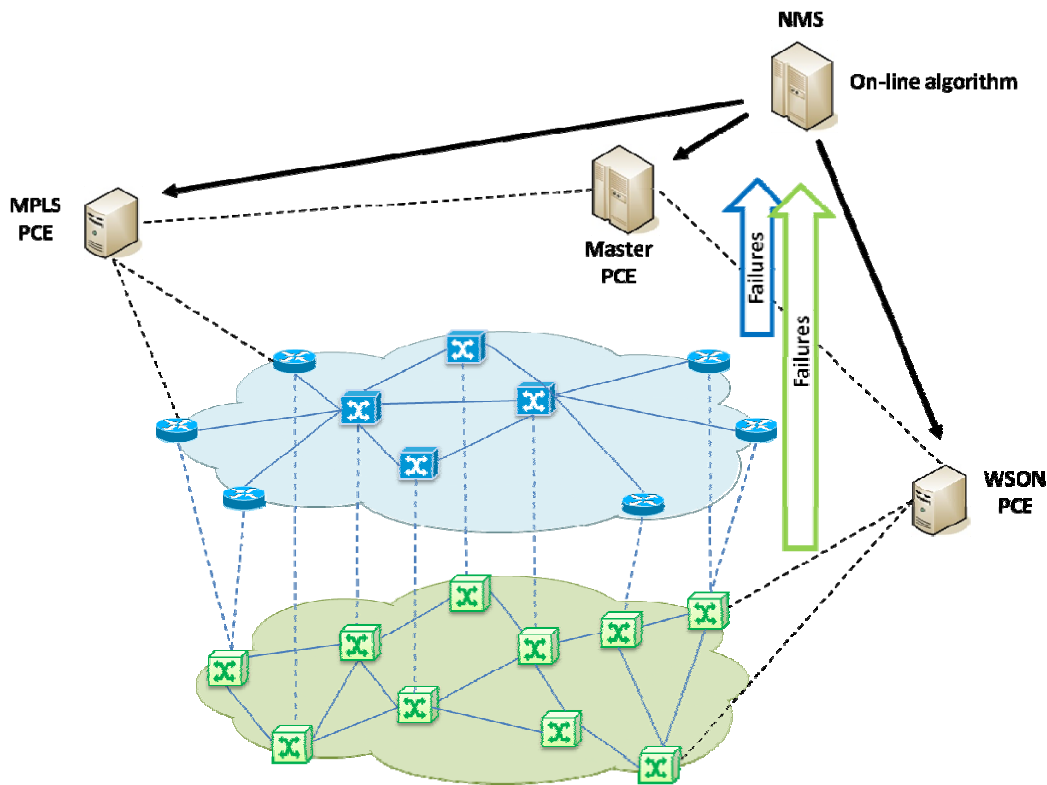 NMS
On-line algorithm
MPLS
PCE
Master
PCE
Failures
Failures
WSON
PCE